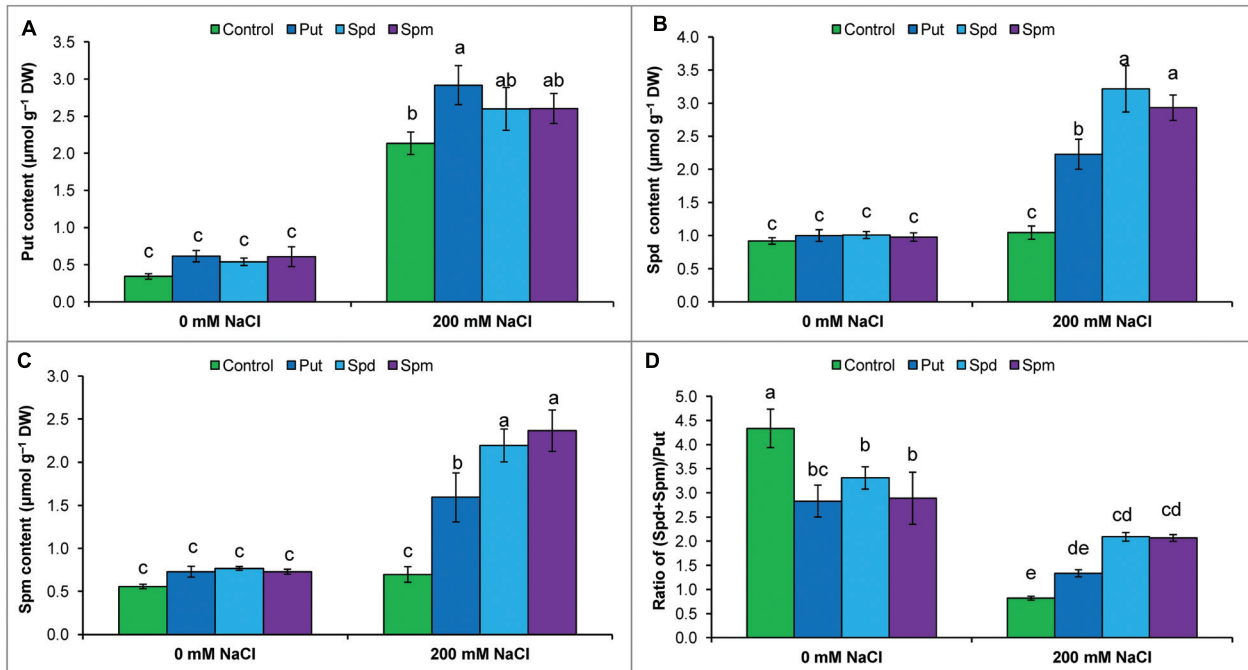 A
Control Put Spd Spm
Put content (µmol g⁻¹ DW)
3.5
3.0
2.5
2.0
1.5
1.0
0.5
0.0
c c c c b a ab ab
0 mM NaCl 200 mM NaCl
B
Control Put Spd Spm
Spd content (µmol g⁻¹ DW)
4.0
3.5
3.0
2.5
2.0
1.5
1.0
0.5
0.0
c c c c c b a a
0 mM NaCl 200 mM NaCl
C
Control Put Spd Spm
Spm content (µmol g⁻¹ DW)
3.0
2.5
2.0
1.5
1.0
0.5
0.0
c c c c c b a a
0 mM NaCl 200 mM NaCl
D
Control Put Spd Spm
Ratio of (Spd+Spm)/Put
5.0
4.5
4.0
3.5
3.0
2.5
2.0
1.5
1.0
0.5
0.0
a bc b b e de cd cd
0 mM NaCl 200 mM NaCl